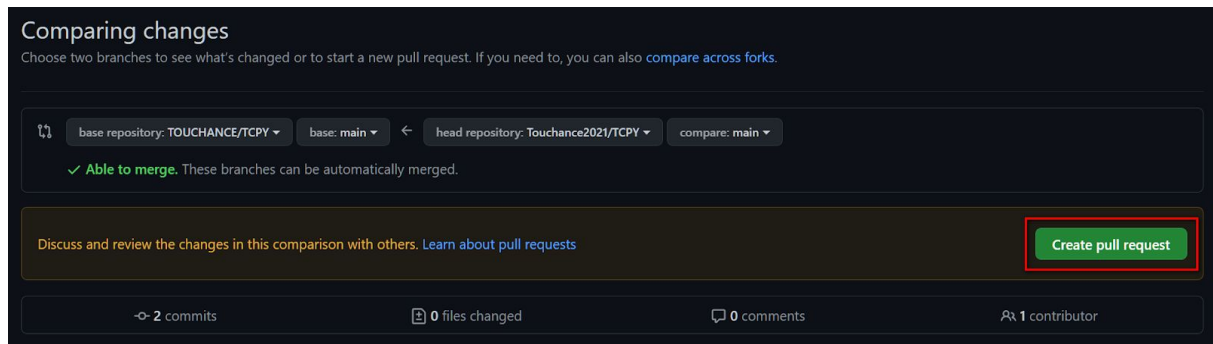 Comparing changes
Choose two branches to see what's changed or to start a new pull request. If you need to, you can also compare across forks.
base repository: TOUCHANCE/TCPY base: main head repository: Touchance2021/TCPY compare: main
Able to merge. These branches can be automatically merged.
Discuss and review the changes in this comparison with others. Learn about pull requests
Create pull request
2 commits 0 files changed 0 comments 1 contributor